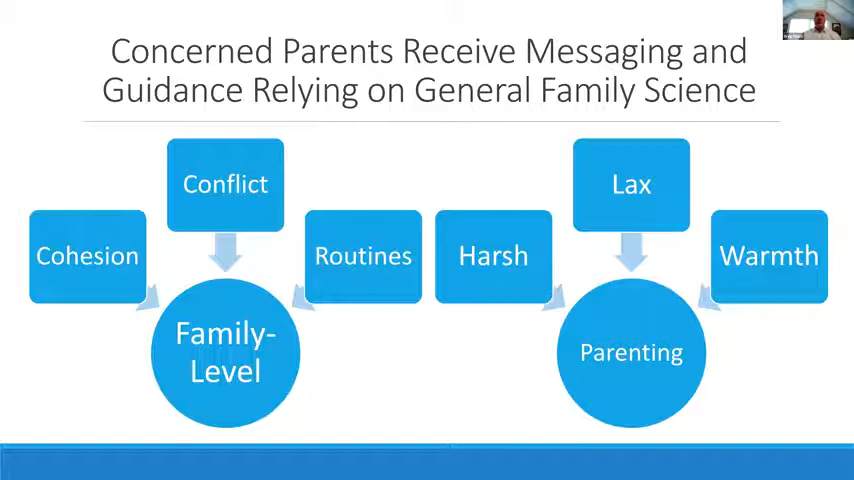 Concerned Parents Receive Messaging and
Guidance Relying on General Family Science
Conflict
Cohesion
Routines
Family-
Level
Lax
Harsh
Warmth
Parenting